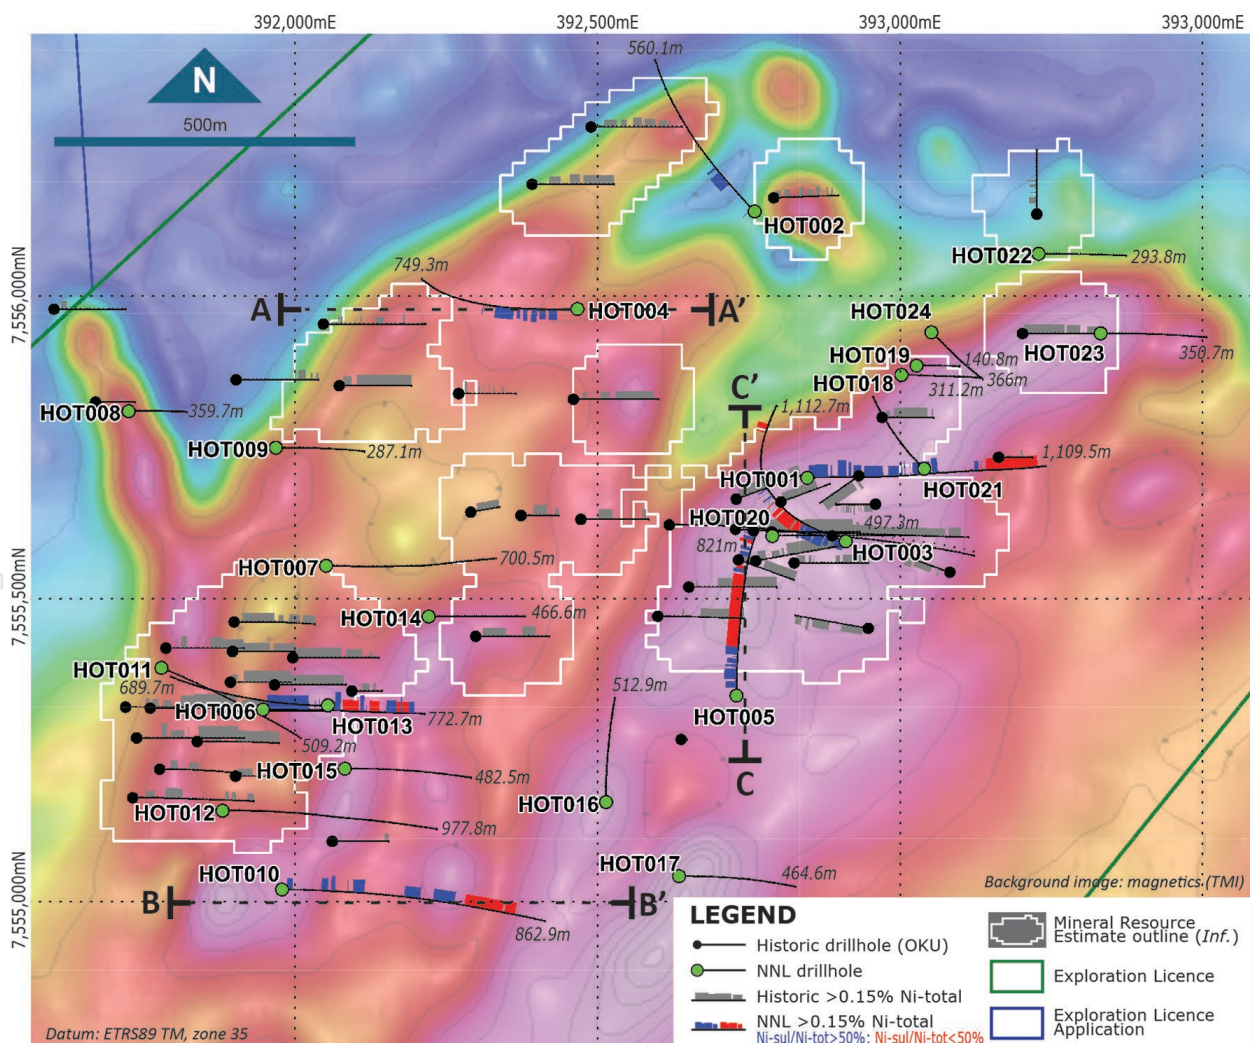 392,000mE
392,500mE
393,000mE
393,000mE
560.1m
N
500m
HOT002
HOT022
293.8m
749.3m
7,556,000mN
A
HOT004
A'
HOT024
HOT023
350.7m
HOT019
140.8m
366m
HOT018
311.2m
HOT008
359.7m
C'
1,112.7m
HOT009
287.1m
1,109.5m
HOT001
HOT021
HOT020
497.3m
821m
HOT003
HOT007
700.5m
7,555,500mN
HOT014
466.6m
HOT011
689.7m
512.9m
HOT006
HOT013
772.7m
HOT005
509.2m
HOT015
482.5m
C
HOT016
HOT012
977.8m
HOT010
HOT017
464.6m
Background image: magnetics (TMI)
7,555,000mN
B
B'
862.9m
LEGEND
Historic drillhole (OKU)
NNL drillhole
Historic >0.15% Ni-total
NNL >0.15% Ni-total
Ni-sul/Ni-tot>50%; Ni-sul/Ni-tot<50%
Mineral Resource
Estimate outline (Inf.)
Exploration Licence
Exploration Licence
Application
Datum: ETRS89 TM, zone 35